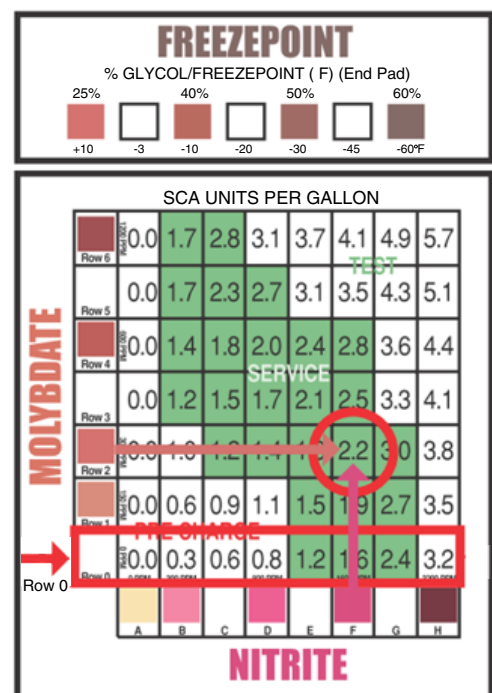 FREEZEPOINT
% GLYCOL/FREEZEPOINT ( F) (End Pad)
25% 40% 50% 60%
+10 -3 -10 -20 -30 -45 -60ºF
SCA UNITS PER GALLON
MOLYBDATE
Row 6 0.0 1.7 2.8 3.1 3.7 4.1 4.9 5.7
TEST
Row 5 0.0 1.7 2.3 2.7 3.1 3.5 4.3 5.1
Row 4 0.0 1.4 1.8 2.0 2.4 2.8 3.6 4.4
SERVICE
Row 3 0.0 1.2 1.5 1.7 2.1 2.5 3.3 4.1
Row 2 2.2 3.0 3.8
Row 1 0.0 0.6 0.9 1.1 1.5 1.9 2.7 3.5
PRE CHARGE
Row 0 0.0 0.3 0.6 0.8 1.2 1.6 2.4 3.2
Row 0
A B C D E F G H
NITRITE